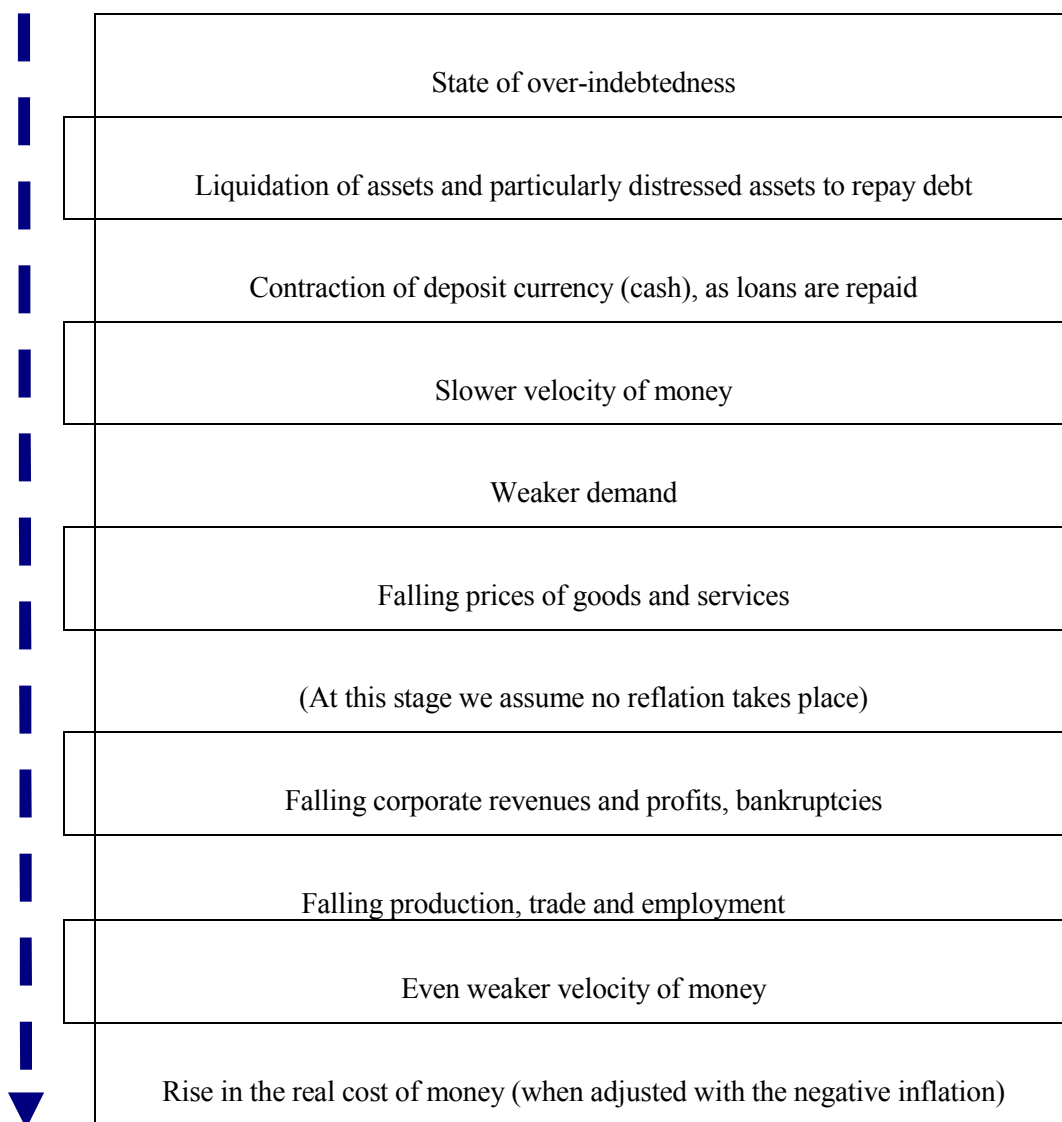 State of over-indebtedness
Liquidation of assets and particularly distressed assets to repay debt
Contraction of deposit currency (cash), as loans are repaid
Slower velocity of money
Weaker demand
Falling prices of goods and services
(At this stage we assume no reflation takes place)
Falling corporate revenues and profits, bankruptcies
Falling production, trade and employment
Even weaker velocity of money
Rise in the real cost of money (when adjusted with the negative inflation)